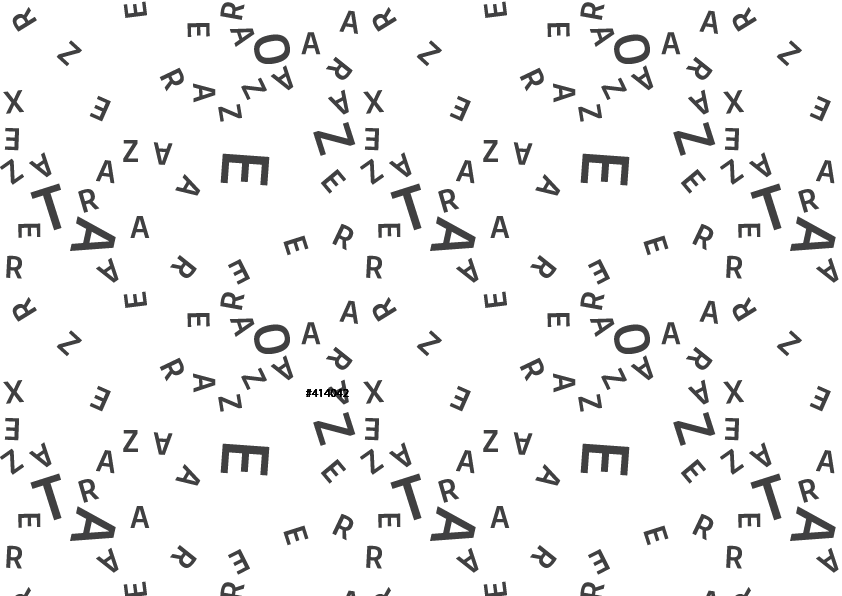 E R E R
R A R A R
E A E A
Z O A Z O A Z
R A R R A R
A Z A Z
X E Z A X E Z A X E
E Z E Z E
Z A Z A
Z A A E Z A A E Z A A
A E A E
T R T R T R
E A A E A A E A
E R E R
R A R E R A R E R A
E R E R
R A R A R
E A E A
Z O A Z O A Z
R A R R A R
A Z A Z
#414042
X E Z A X E Z A X E
E Z E Z E
Z A Z A
Z A A E Z A A E Z A A
A E A E
T R T R T R
E A A E A A E A
E R E R
R A R E R A R E R A